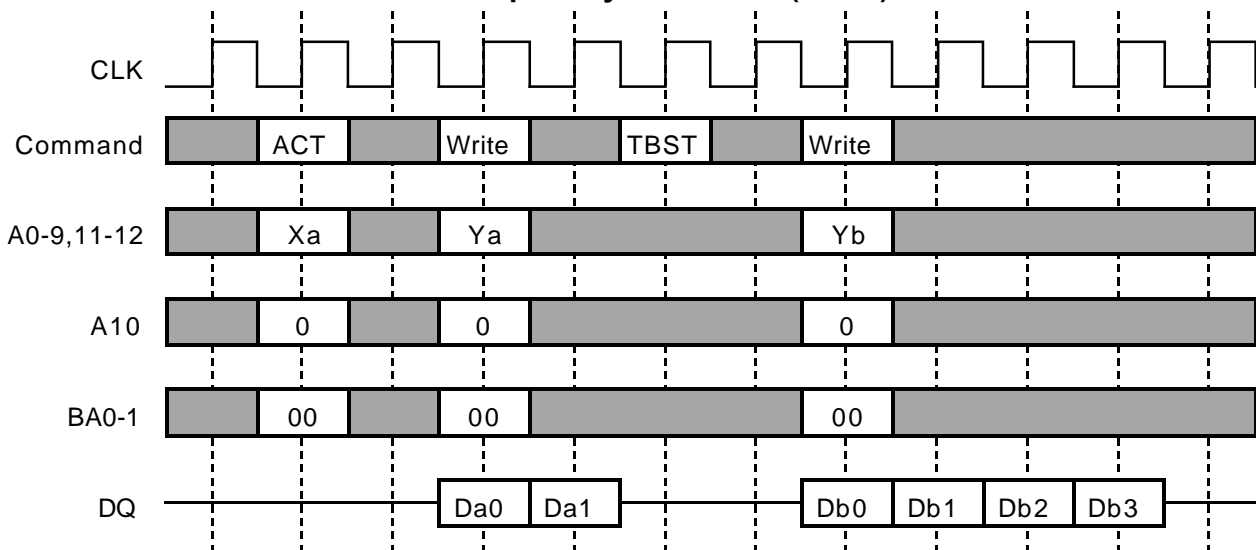 CLK
Command ACT Write TBST Write
A0-9,11-12 Xa Ya Yb
A10 0 0 0
BA0-1 00 00 00
DQ Da0 Da1 Db0 Db1 Db2 Db3